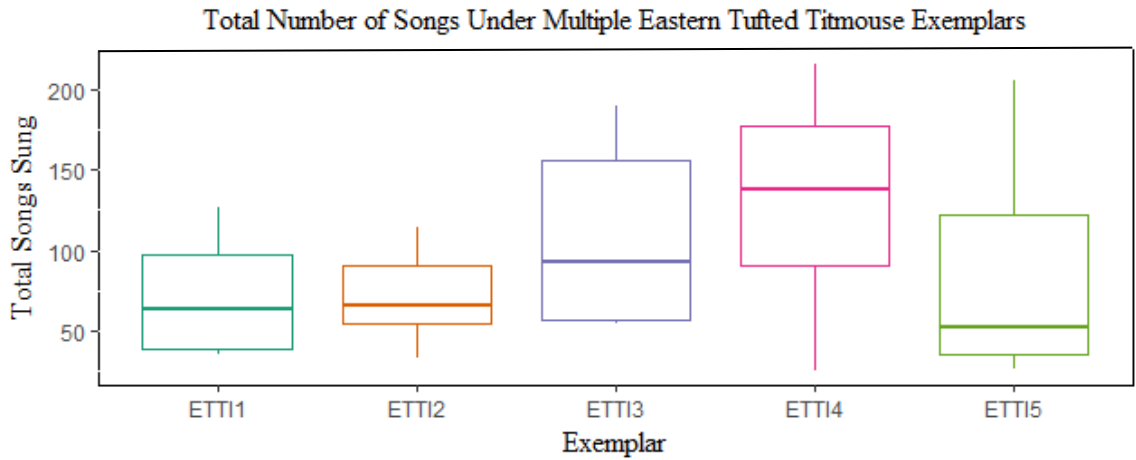 Total Number of Songs Under Multiple Eastern Tufted Titmouse Exemplars
Total Songs Sung
200
150
100
50
ETTI1 ETTI2 ETTI3 ETTI4 ETTI5
Exemplar